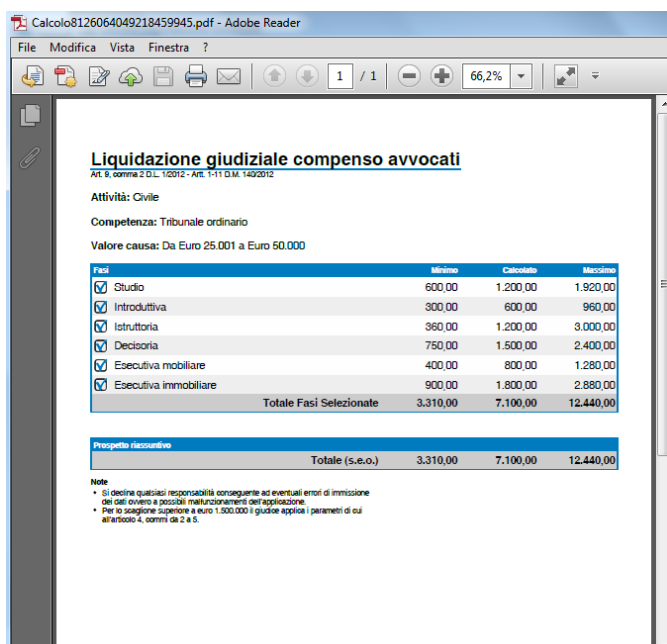 Calcolo8126064049218459945.pdf - Adobe Reader
File Modifica Vista Finestra ?
1 / 1 66,2%
Liquidazione giudiziale compenso avvocati
Art. 9, comma 2 D.L. 1/2012 - Artt. 1-11 D.M. 140/2012
Attività: Civile
Competenza: Tribunale ordinario
Valore causa: Da Euro 25.001 a Euro 50.000
Fasi Minimo Calcolato Massimo
Studio 600,00 1.200,00 1.920,00
Introduttiva 300,00 600,00 960,00
Istruttoria 360,00 1.200,00 3.000,00
Decisoria 750,00 1.500,00 2.400,00
Esecutiva mobiliare 400,00 800,00 1.280,00
Esecutiva immobiliare 900,00 1.800,00 2.880,00
Totale Fasi Selezionate 3.310,00 7.100,00 12.440,00
Prospetto riassuntivo
Totale (s.e.o.) 3.310,00 7.100,00 12.440,00
Note
• Si declina qualsiasi responsabilità conseguente ad eventuali errori di immissione
dei dati ovvero a possibili malfunzionamenti dell'applicazione.
• Per lo scaglione superiore a euro 1.500.000 il giudice applica i parametri di cui
all'articolo 4, commi da 2 a 5.